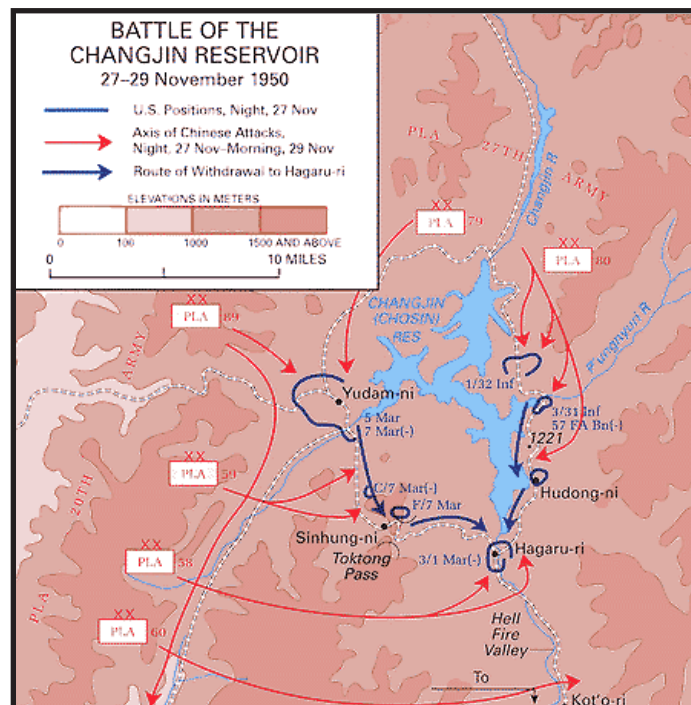 BATTLE OF THE
CHANGJIN RESERVOIR
27–29 November 1950
U.S. Positions, Night, 27 Nov
Axis of Chinese Attacks,
Night, 27 Nov–Morning, 29 Nov
Route of Withdrawal to Hagaru-ri
ELEVATIONS IN METERS
0 100 1000 1500 AND ABOVE
0 10 MILES
PLA 27TH ARMY
Changjin R
XX
PLA 79
XX
PLA 80
CHANGJIN
(CHOSIN)
RES
P'ungnyuri R
XX
PLA 89
1/32 Inf
Yudam-ni
5 Mar
7 Mar(-)
3/31 Inf
57 FA Bn(-)
1221
PLA 20TH ARMY
XX
PLA 59
C/7 Mar(-)
F/7 Mar
Hudong-ni
Sinhung-ni
Toktong
Pass
3/1 Mar(-)
Hagaru-ri
XX
PLA 58
XX
PLA 60
Hell
Fire
Valley
To
Kot'o-ri